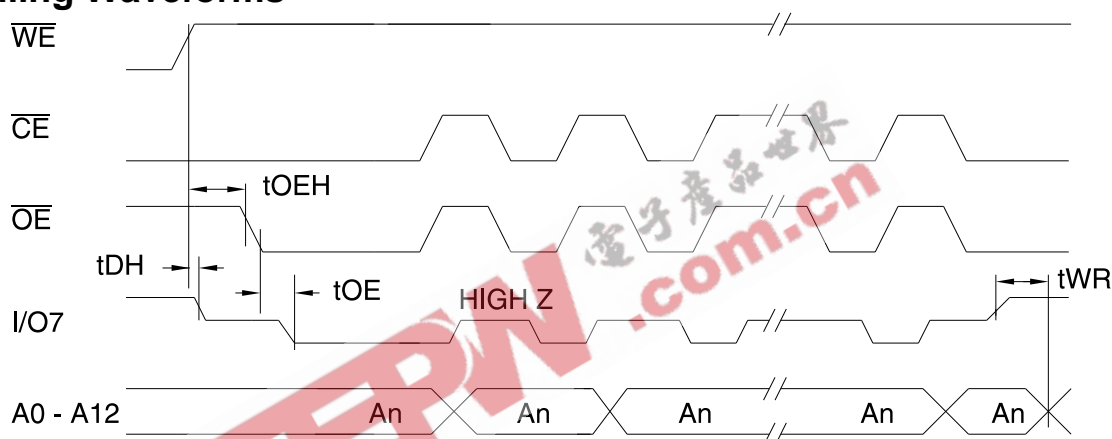 WE
CE
tOEH
OE
電子產品世界
.com.cn
tDH
tOE
HIGH Z
tWR
I/O7
EEPW
A0 - A12
An
An
An
An
An